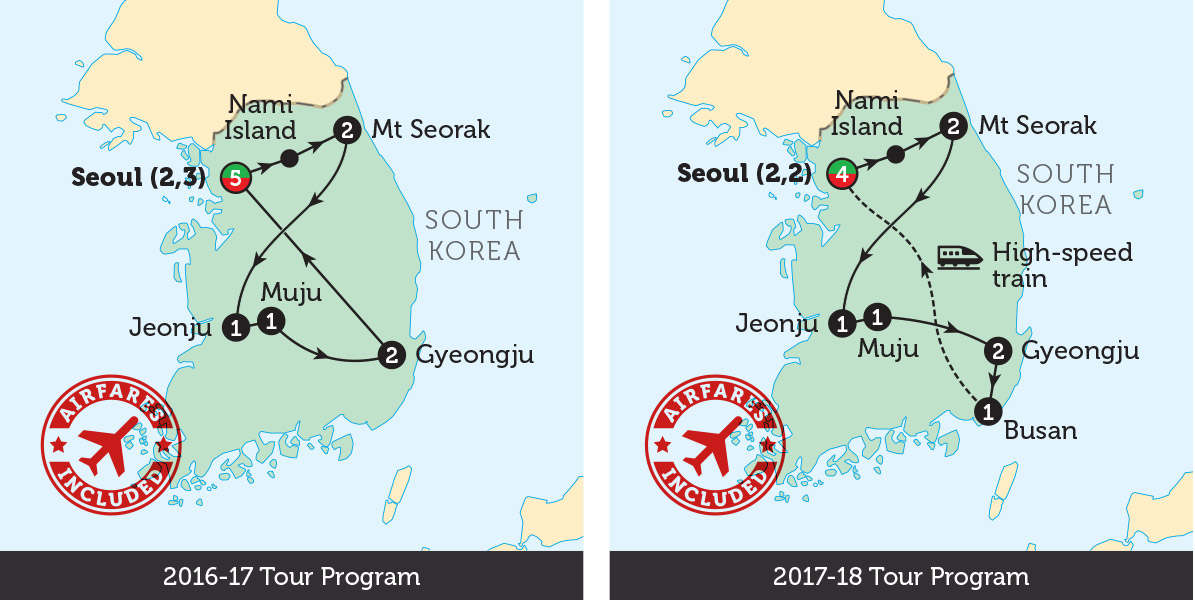 Nami
Island
2
Mt Seorak
Seoul (2,3)
5
SOUTH
KOREA
Muju
Jeonju
1
1
2
Gyeongju
AIRFARES
INCLUDED
2016-17 Tour Program
Nami
Island
2
Mt Seorak
Seoul (2,2)
4
SOUTH
KOREA
High-speed
train
Jeonju
1
1
Muju
2
Gyeongju
1
Busan
AIRFARES
INCLUDED
2017-18 Tour Program